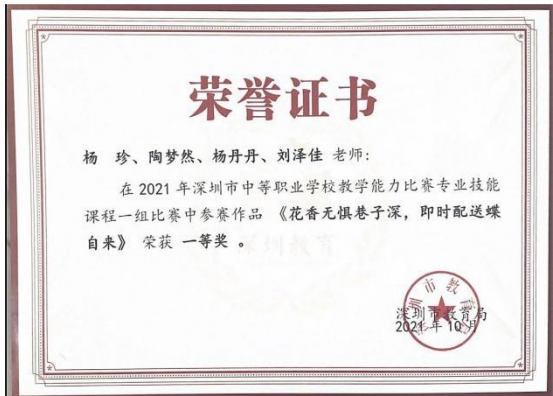 荣誉证书
杨 珍、陶梦然、杨丹丹、刘泽佳 老师：
在 2021 年深圳市中等职业学校教学能力比赛专业技能
课程一组比赛中参赛作品 《花香无惧巷子深，即时配送蝶
自来》 荣获 一等奖 。
深圳教育
深圳市教育局
2021 年 10 月